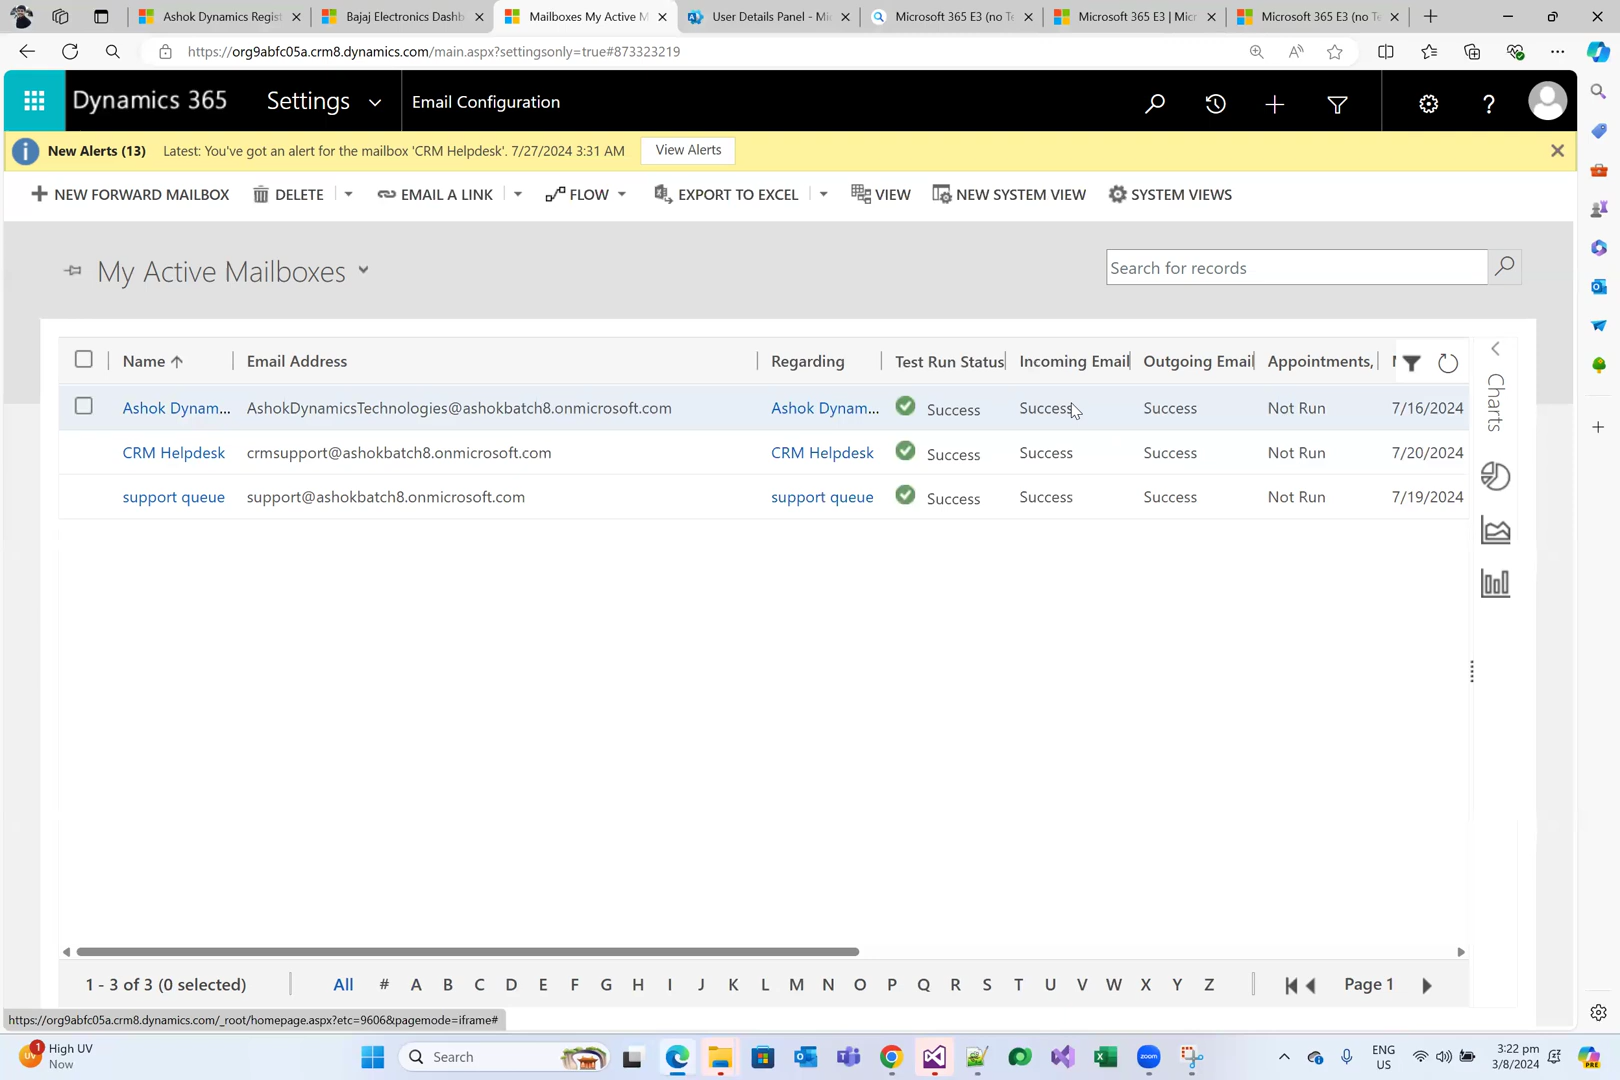 Ashok Dynamics Regist
Bajaj Electronics Dashb
Mailboxes My Active M
User Details Panel - Mi
Microsoft 365 E3 (no Te
Microsoft 365 E3 | Micr
Microsoft 365 E3 (no Te
https://org9abfc05a.crm8.dynamics.com/main.aspx?settingsonly=true#873323219
Dynamics 365 Settings Email Configuration
New Alerts (13) Latest: You've got an alert for the mailbox 'CRM Helpdesk'. 7/27/2024 3:31 AM View Alerts
NEW FORWARD MAILBOX DELETE EMAIL A LINK FLOW EXPORT TO EXCEL VIEW NEW SYSTEM VIEW SYSTEM VIEWS
My Active Mailboxes
Search for records
Name Email Address Regarding Test Run Status Incoming Email Outgoing Email Appointments,
Ashok Dynam... AshokDynamicsTechnologies@ashokbatch8.onmicrosoft.com Ashok Dynam... Success Success Success Not Run 7/16/2024
CRM Helpdesk crmsupport@ashokbatch8.onmicrosoft.com CRM Helpdesk Success Success Success Not Run 7/20/2024
support queue support@ashokbatch8.onmicrosoft.com support queue Success Success Success Not Run 7/19/2024
Charts
1 - 3 of 3 (0 selected) All # A B C D E F G H I J K L M N O P Q R S T U V W X Y Z Page 1
https://org9abfc05a.crm8.dynamics.com/_root/homepage.aspx?etc=9606&pagemode=iframe#
1
High UV
Now
Search
zoom
ENG
US
3:22 pm
3/8/2024
PRE